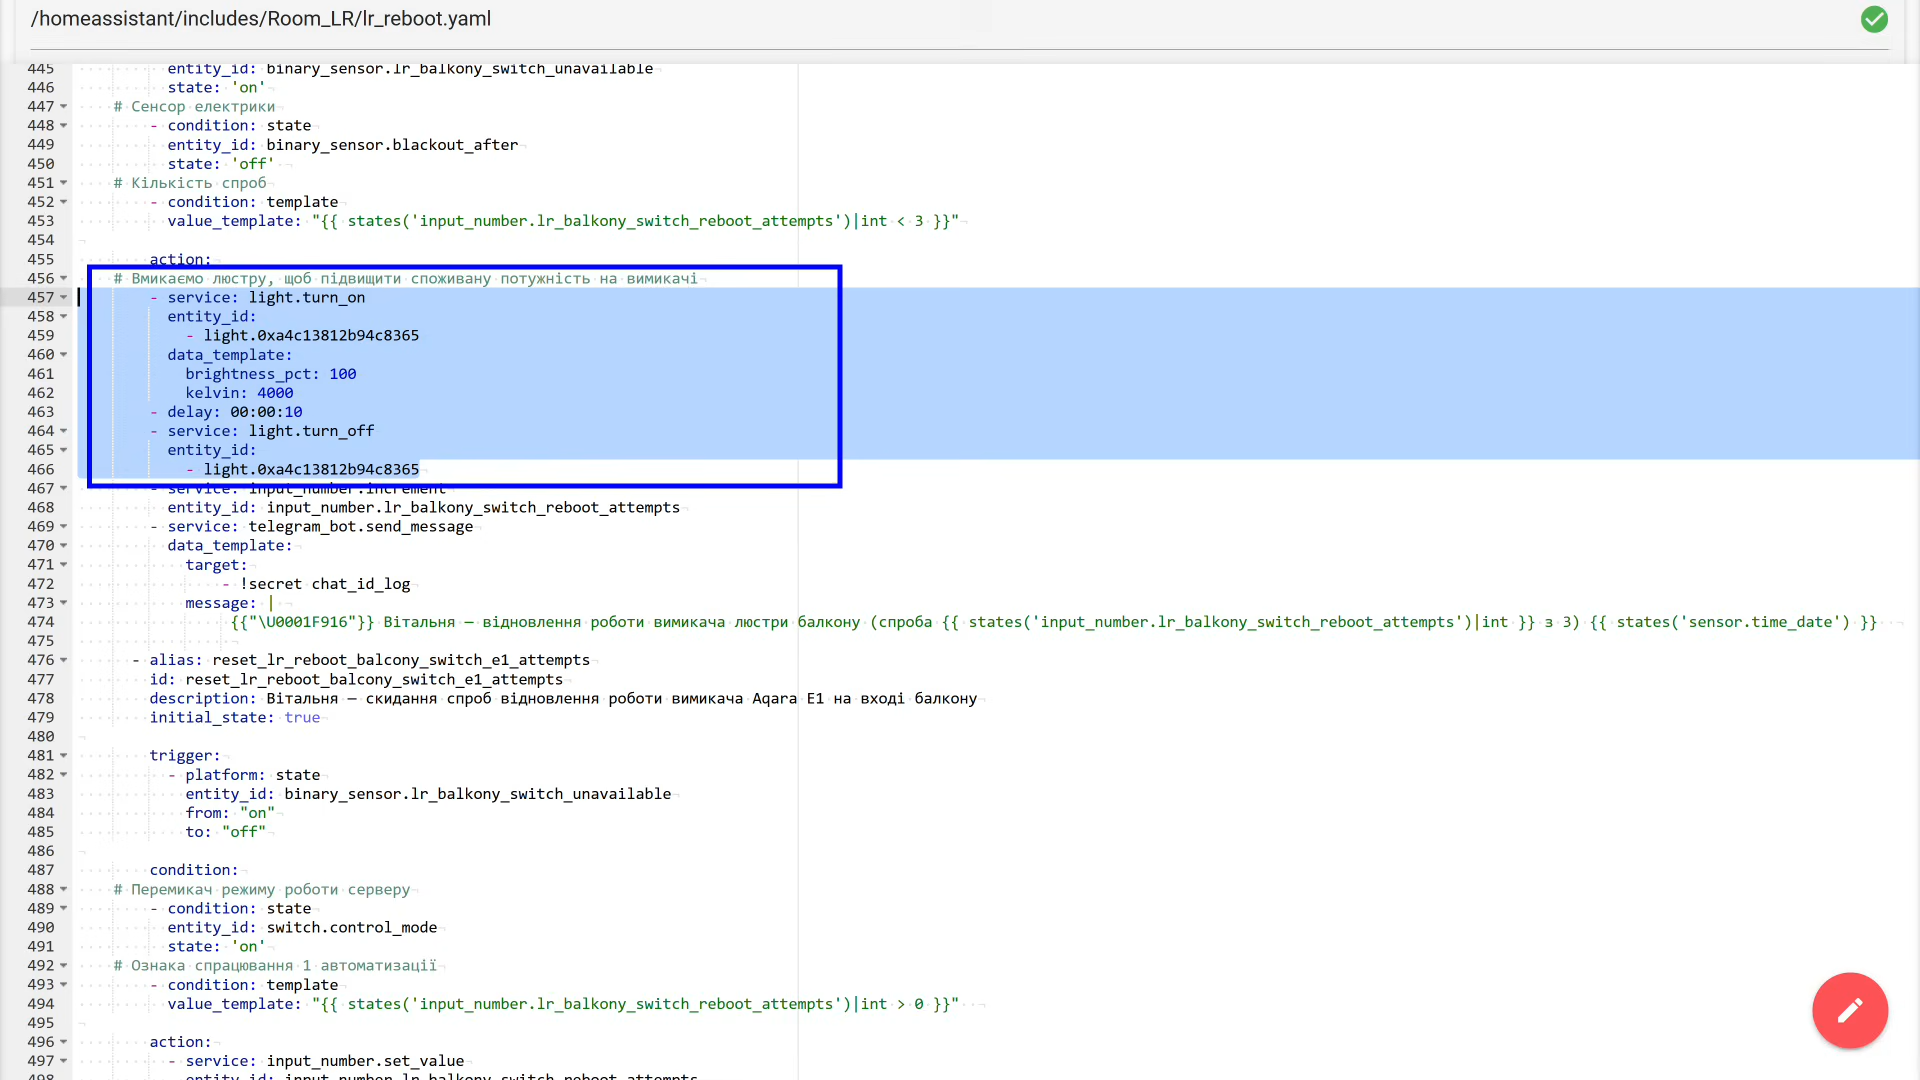 /homeassistant/includes/Room_LR/lr_reboot.yaml
445 entity_id: binary_sensor.lr_balkony_switch_unavailable
446 state: 'on'
447 # Сенсор електрики
448 - condition: state
449 entity_id: binary_sensor.blackout_after
450 state: 'off'
451 # Кількість спроб
452 - condition: template
453 value_template: "{{ states('input_number.lr_balkony_switch_reboot_attempts')|int < 3 }}"
454
455 action:
456 # Вмикаємо люстру, щоб підвищити споживану потужність на вимикачі
457 - service: light.turn_on
458 entity_id:
459 - light.0xa4c13812b94c8365
460 data_template:
461 brightness_pct: 100
462 kelvin: 4000
463 - delay: 00:00:10
464 - service: light.turn_off
465 entity_id:
466 - light.0xa4c13812b94c8365
467 - service: input_number.increment
468 entity_id: input_number.lr_balkony_switch_reboot_attempts
469 - service: telegram_bot.send_message
470 data_template:
471 target:
472 - !secret chat_id_log
473 message: |
474 {{"\U0001F916"}} Вітальня — відновлення роботи вимикача люстри балкону (спроба {{ states('input_number.lr_balkony_switch_reboot_attempts')|int }} з 3) {{ states('sensor.time_date') }}
475
476 - alias: reset_lr_reboot_balcony_switch_e1_attempts
477 id: reset_lr_reboot_balcony_switch_e1_attempts
478 description: Вітальня — скидання спроб відновлення роботи вимикача Aqara E1 на вході балкону
479 initial_state: true
480
481 trigger:
482 - platform: state
483 entity_id: binary_sensor.lr_balkony_switch_unavailable
484 from: "on"
485 to: "off"
486
487 condition:
488 # Перемикач режиму роботи серверу
489 - condition: state
490 entity_id: switch.control_mode
491 state: 'on'
492 # Ознака спрацювання 1 автоматизації
493 - condition: template
494 value_template: "{{ states('input_number.lr_balkony_switch_reboot_attempts')|int > 0 }}"
495
496 action:
497 - service: input_number.set_value
498 entity_id: input_number.lr_balkony_switch_reboot_attempts